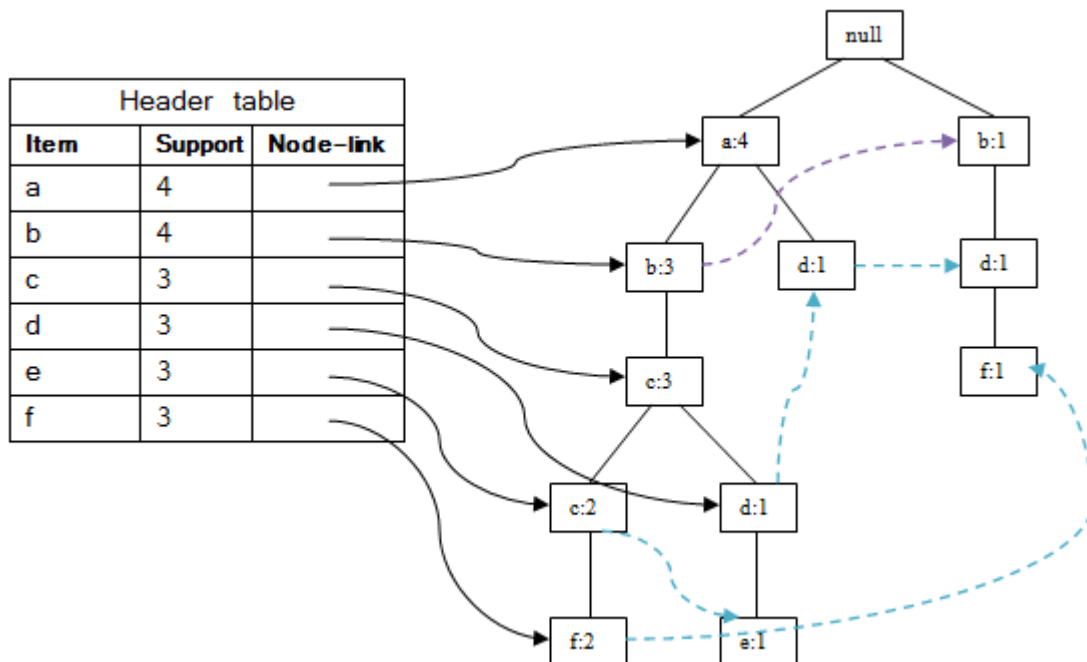 null
Header table
Item Support Node-link
a 4
b 4
c 3
d 3
e 3
f 3
a:4
b:1
b:3
d:1
d:1
c:3
f:1
c:2
d:1
f:2
e:1